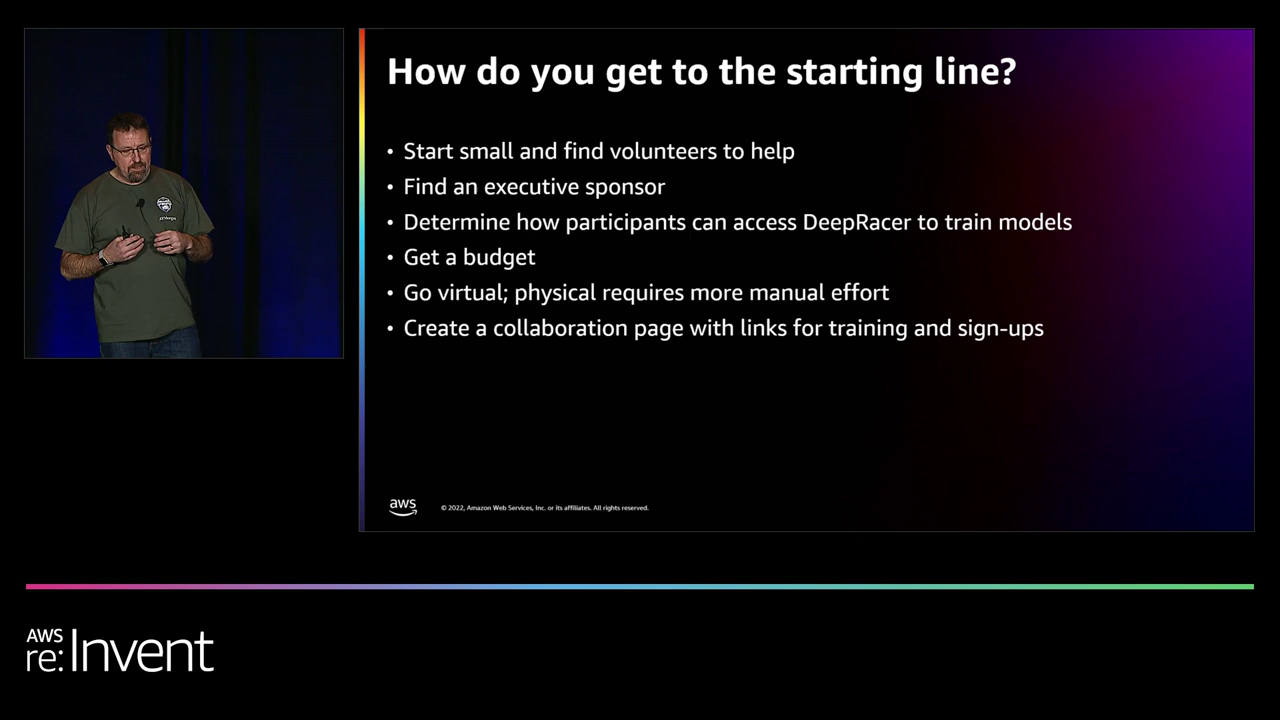 How do you get to the starting line?
• Start small and find volunteers to help
• Find an executive sponsor
• Determine how participants can access DeepRacer to train models
• Get a budget
• Go virtual; physical requires more manual effort
• Create a collaboration page with links for training and sign-ups
aws
© 2022, Amazon Web Services, Inc. or its affiliates. All rights reserved.
AWS
re:Invent